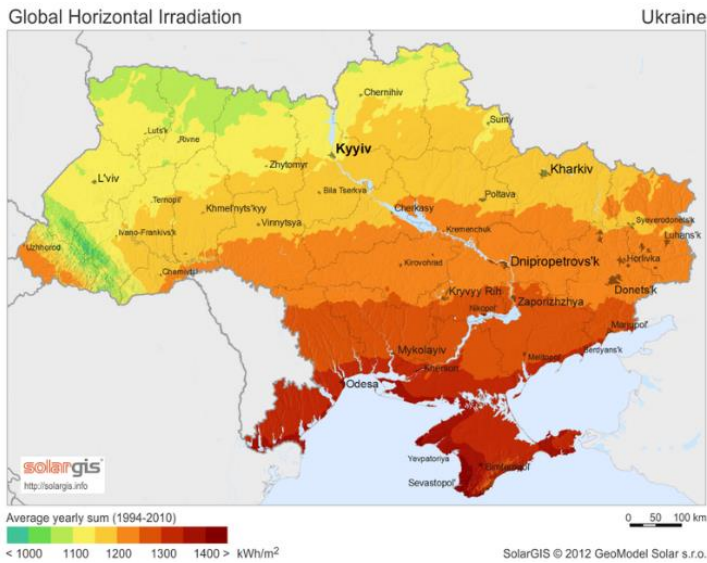 Global Horizontal Irradiation
Ukraine
Chernihiv
Sumy
Luts'k
Rivne
Kyyiv
Zhytomyr
Kharkiv
L'viv
Bila Tserkva
Poltava
Ternopil'
Khmel'nyts'kyy
Cherkasy
Syeverodonets'k
Vinnytsya
Kremenchuk
Ivano-Frankivs'k
Luhans'k
Uzhhorod
Kirovohrad
Dnipropetrovs'k
Horlivka
Chernivtsi
Donets'k
Kryvyy Rih
Zaporizhzhya
Nikopol'
Mariupol'
Mykolayiv
Melitopol'
Berdyans'k
Kherson
Odesa
Yevpatoriya
Simferopol'
Sevastopol'
solargis
http://solargis.info
Average yearly sum (1994-2010)
0 50 100 km
< 1000 1100 1200 1300 1400 > kWh/m²
SolarGIS © 2012 GeoModel Solar s.r.o.